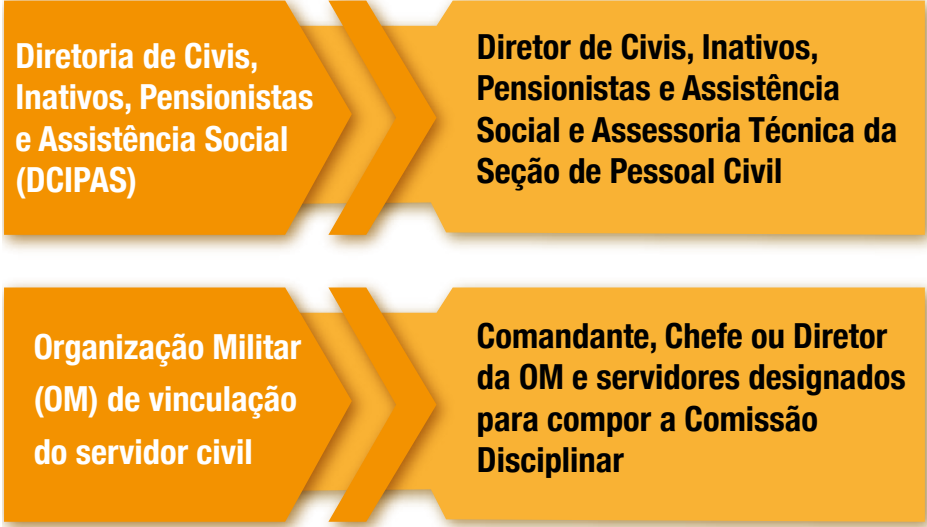 Diretoria de Civis,
Inativos, Pensionistas
e Assistência Social
(DCIPAS)
Diretor de Civis, Inativos,
Pensionistas e Assistência
Social e Assessoria Técnica da
Seção de Pessoal Civil
Organização Militar
(OM) de vinculação
do servidor civil
Comandante, Chefe ou Diretor
da OM e servidores designados
para compor a Comissão
Disciplinar